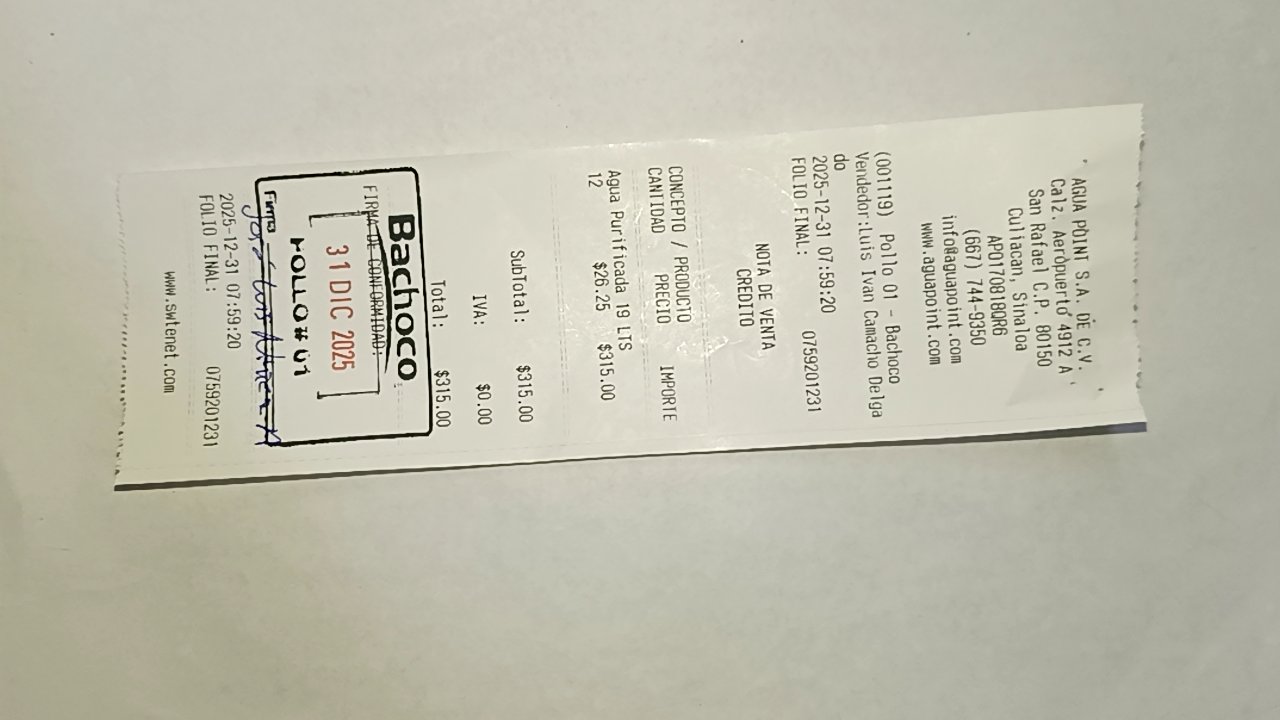 AGUA POINT S.A. DE C.V.
Calz. Aeropuerto 4912 A
San Rafael C.P. 80150
Culiacan, Sinaloa
APO170818QR6
(667) 744-9350
info@aguapoint.com
www.aguapoint.com
(001119) Pollo 01 - Bachoco
Vendedor:Luis Ivan Camacho Delga
do
2025-12-31 07:59:20
FOLIO FINAL: 0759201231
NOTA DE VENTA
CREDITO
CONCEPTO / PRODUCTO
CANTIDAD PRECIO IMPORTE
Agua Purificada 19 LTS
12 $26.25 $315.00
SubTotal: $315.00
IVA: $0.00
Total: $315.00
Bachoco
FIRMA DE CONFORMIDAD:
31 DIC 2025
POLLO # 01
Firma
2025-12-31 07:59:20
FOLIO FINAL: 0759201231
www.swtenet.com